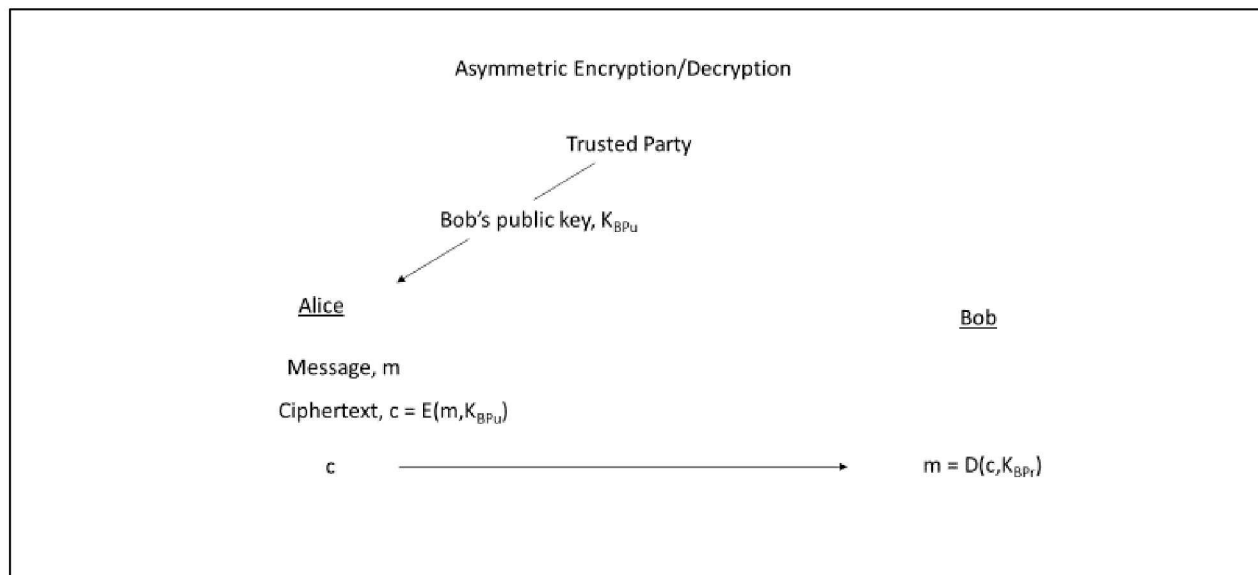 Asymmetric Encryption/Decryption
Trusted Party
Bob's public key, K_BPu
Alice
Bob
Message, m
Ciphertext, c = E(m,K_BPu)
c
m = D(c,K_BPr)